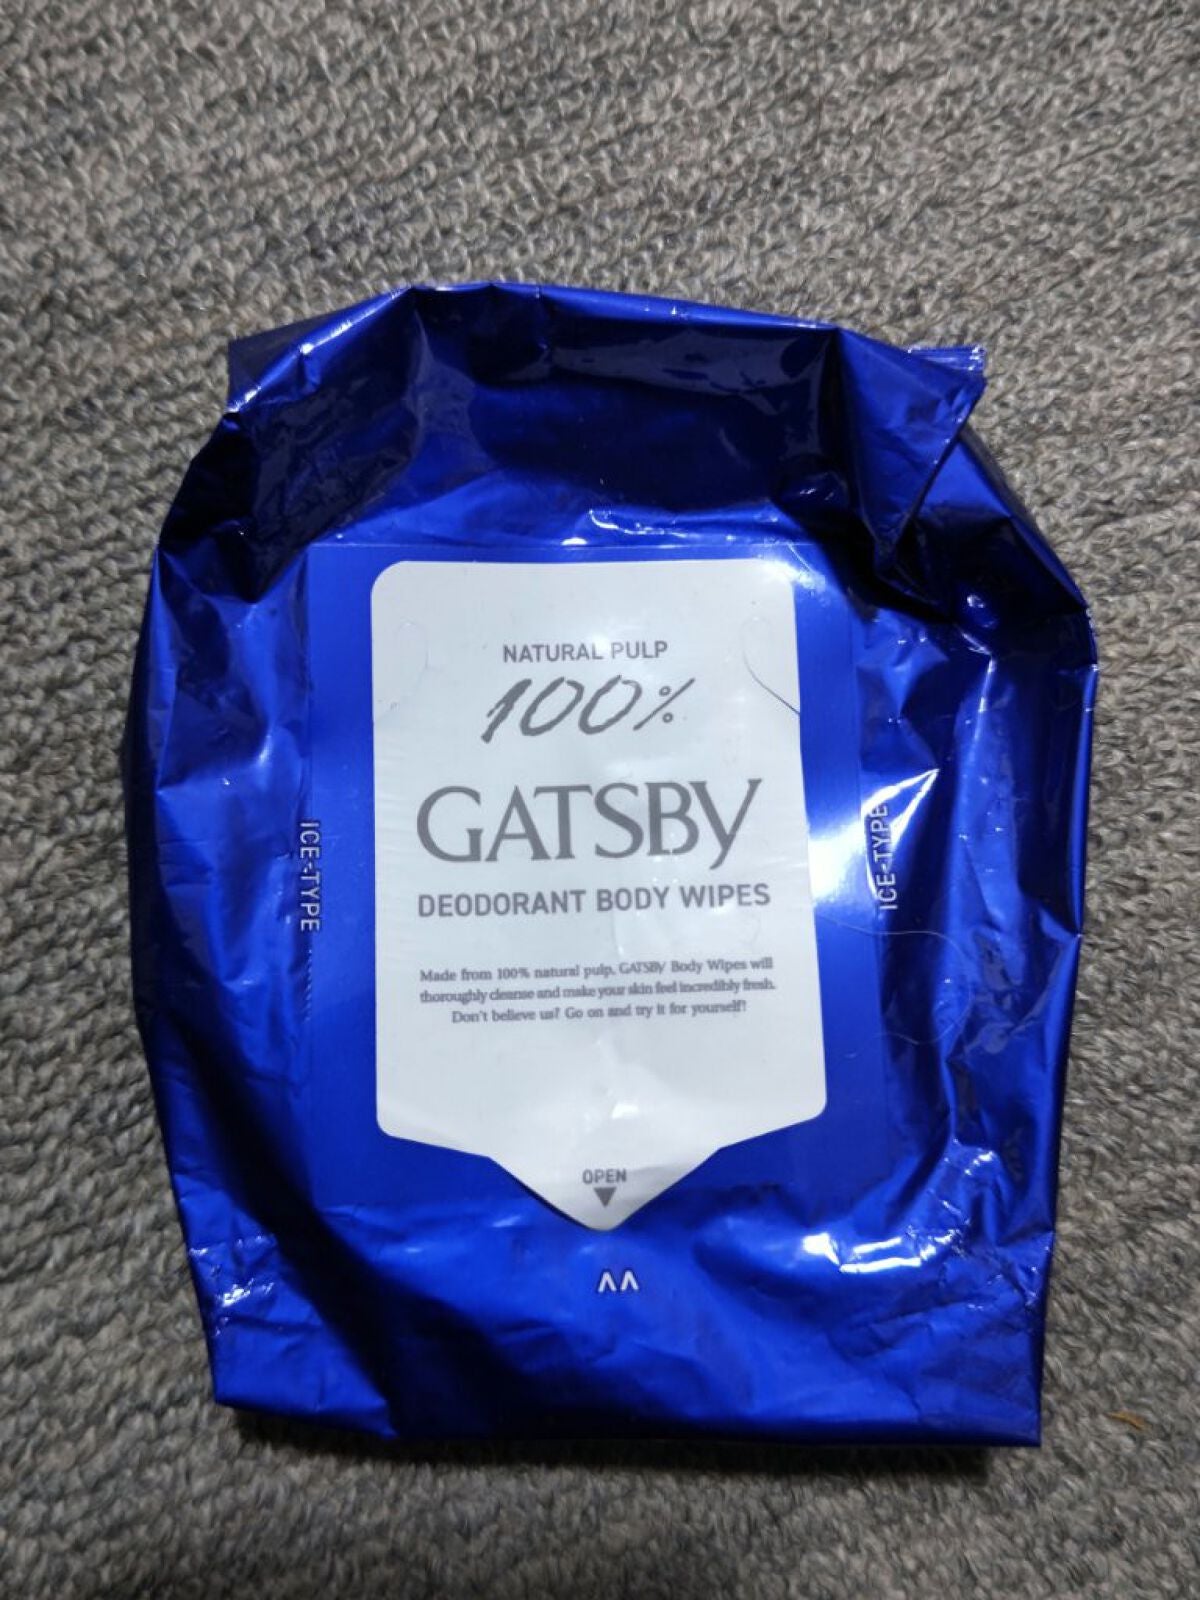 NATURAL PULP
100%
GATSBY
DEODORANT BODY WIPES
ICE-TYPE
ICE-TYPE
Made from 100% natural pulp, GATSBY Body Wipes will
thoroughly cleanse and make your skin feel incredibly fresh.
Don't believe us? Go on and try it for yourself!
OPEN